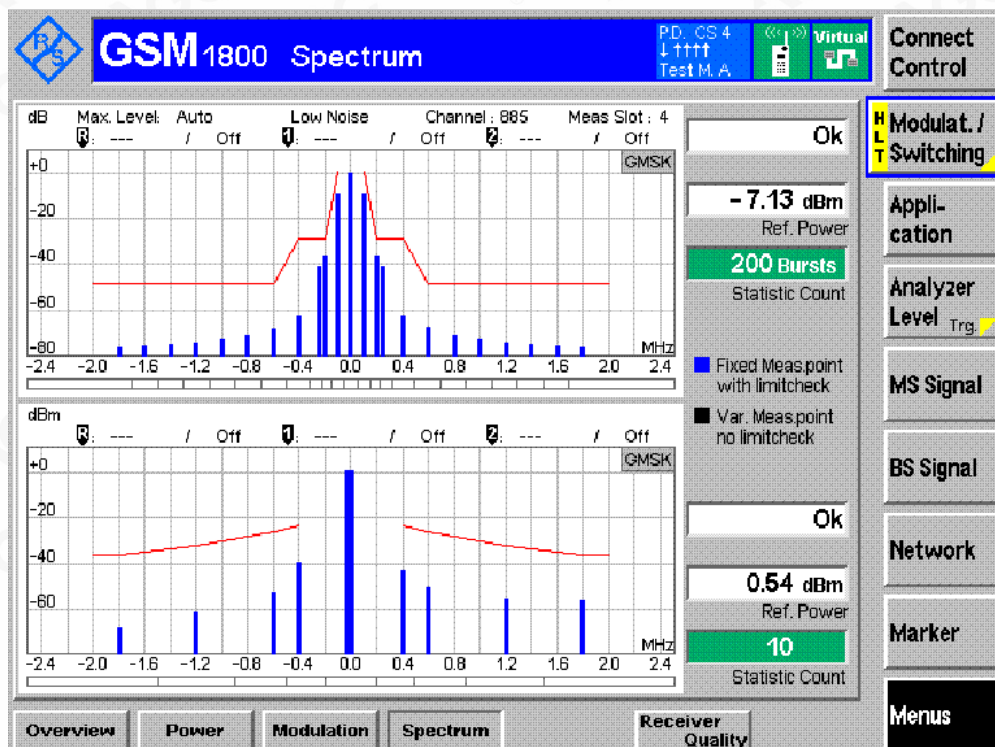 R S
GSM 1800 Spectrum
P.D. CS 4
↓ ↑↑↑↑
Test M. A
Virtual
Connect
Control
H
L
T
Modulat. /
Switching
Appli-
cation
Analyzer
Level Trg.
MS Signal
BS Signal
Network
Marker
Menus
dB Max. Level: Auto Low Noise Channel : 885 Meas Slot : 4
R : --- / Off 1 : --- / Off 2 : --- / Off
GMSK
+0
-20
-40
-60
-80
MHz
-2.4 -2.0 -1.6 -1.2 -0.8 -0.4 0.0 0.4 0.8 1.2 1.6 2.0 2.4
Ok
-7.13 dBm
Ref. Power
200 Bursts
Statistic Count
Fixed Meas.point
with limitcheck
Var. Meas.point
no limitcheck
dBm
R : --- / Off 1 : --- / Off 2 : --- / Off
GMSK
+0
-20
-40
-60
MHz
-2.4 -2.0 -1.6 -1.2 -0.8 -0.4 0.0 0.4 0.8 1.2 1.6 2.0 2.4
Ok
0.54 dBm
Ref. Power
10
Statistic Count
Overview Power Modulation Spectrum Receiver
Quality